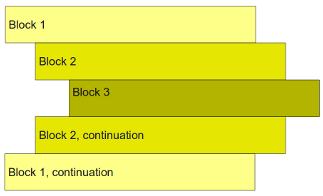 Block 1
Block 2
Block 3
Block 2, continuation
Block 1, continuation